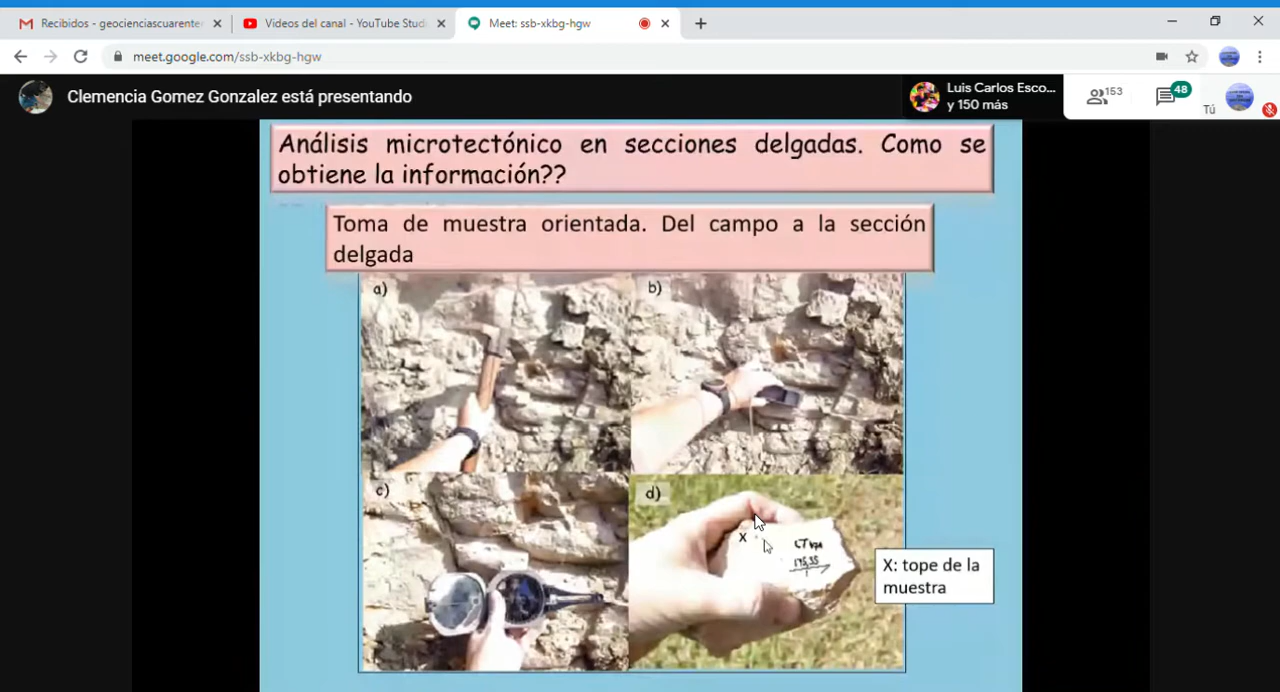 Recibidos - geocienciascuarente
Videos del canal - YouTube Studi
Meet: ssb-xkbg-hgw
meet.google.com/ssb-xkbg-hgw
Clemencia Gomez Gonzalez está presentando
Luis Carlos Esco...
y 150 más
153
48
Tú
Análisis microtectónico en secciones delgadas. Como se
obtiene la información??
Toma de muestra orientada. Del campo a la sección
delgada
a)
b)
c)
d)
X
X: tope de la
muestra